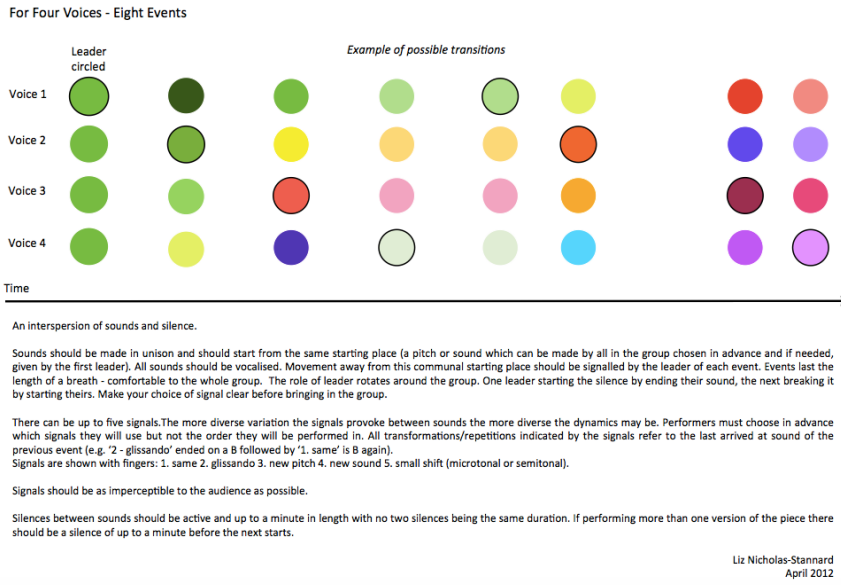 For Four Voices - Eight Events
Leader
circled
Example of possible transitions
Voice 1
Voice 2
Voice 3
Voice 4
Time
An interspersion of sounds and silence.
Sounds should be made in unison and should start from the same starting place (a pitch or sound which can be made by all in the group chosen in advance and if needed,
given by the first leader). All sounds should be vocalised. Movement away from this communal starting place should be signalled by the leader of each event. Events last the
length of a breath - comfortable to the whole group.  The role of leader rotates around the group. One leader starting the silence by ending their sound, the next breaking it
by starting theirs. Make your choice of signal clear before bringing in the group.
There can be up to five signals.The more diverse variation the signals provoke between sounds the more diverse the dynamics may be. Performers must choose in advance
which signals they will use but not the order they will be performed in. All transformations/repetitions indicated by the signals refer to the last arrived at sound of the
previous event (e.g. '2 - glissando' ended on a B followed by '1. same' is B again).
Signals are shown with fingers: 1. same 2. glissando 3. new pitch 4. new sound 5. small shift (microtonal or semitonal).
Signals should be as imperceptible to the audience as possible.
Silences between sounds should be active and up to a minute in length with no two silences being the same duration. If performing more than one version of the piece there
should be a silence of up to a minute before the next starts.
Liz Nicholas-Stannard
April 2012